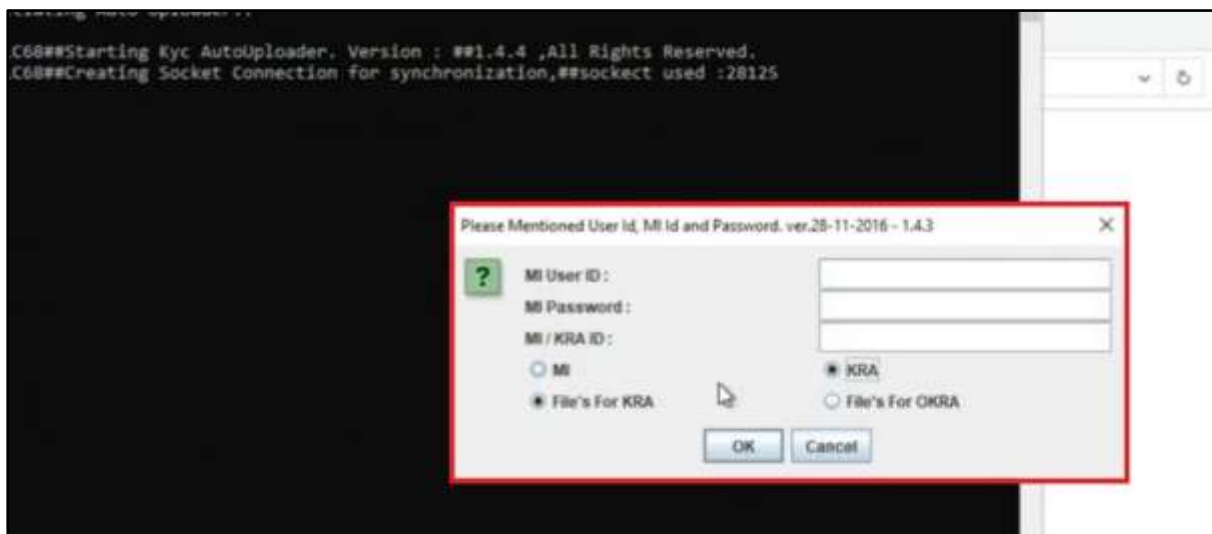 Auto Uploader..
.C68##Starting Kyc AutoUploader. Version : ##1.4.4 ,All Rights Reserved.
.C68##Creating Socket Connection for synchronization,##sockect used :28125
Please Mentioned User Id, MI Id and Password. ver.28-11-2016 - 1.4.3
?
MI User ID :
MI Password :
MI / KRA ID :
MI KRA
File's For KRA File's For OKRA
OK Cancel